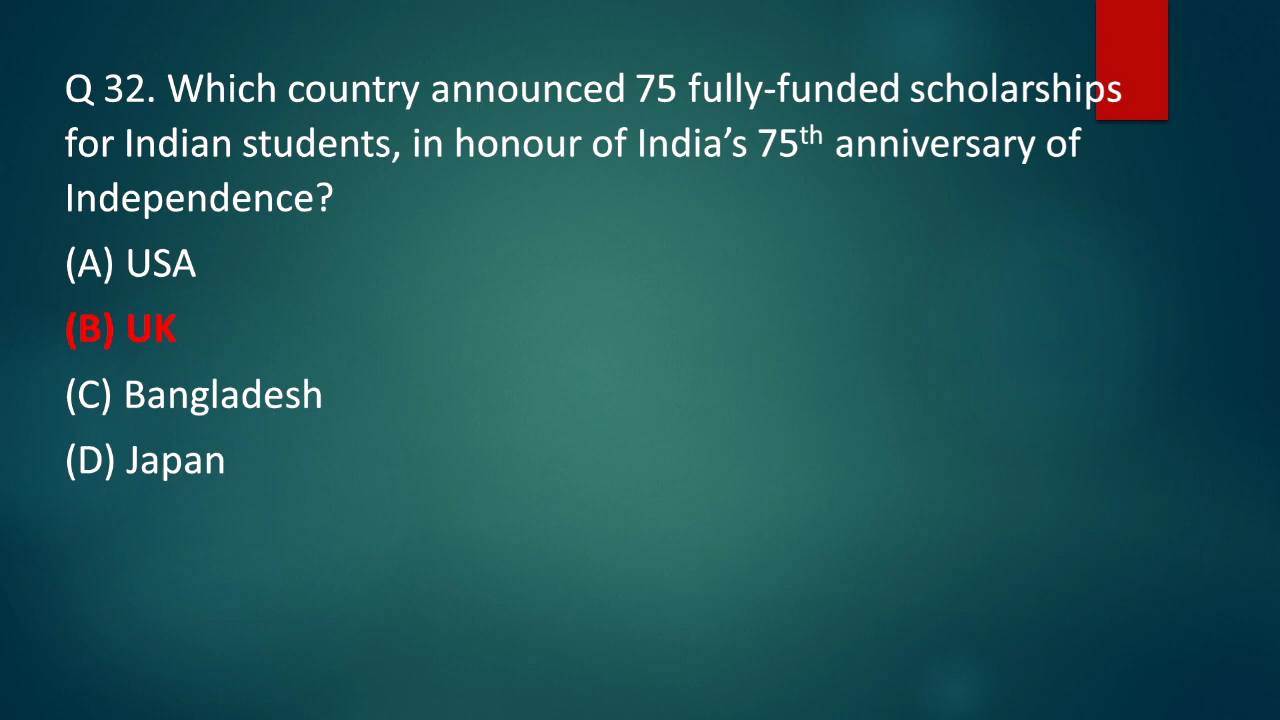 Q 32. Which country announced 75 fully-funded scholarships
for Indian students, in honour of India’s 75th anniversary of
Independence?
(A) USA
(B) UK
(C) Bangladesh
(D) Japan